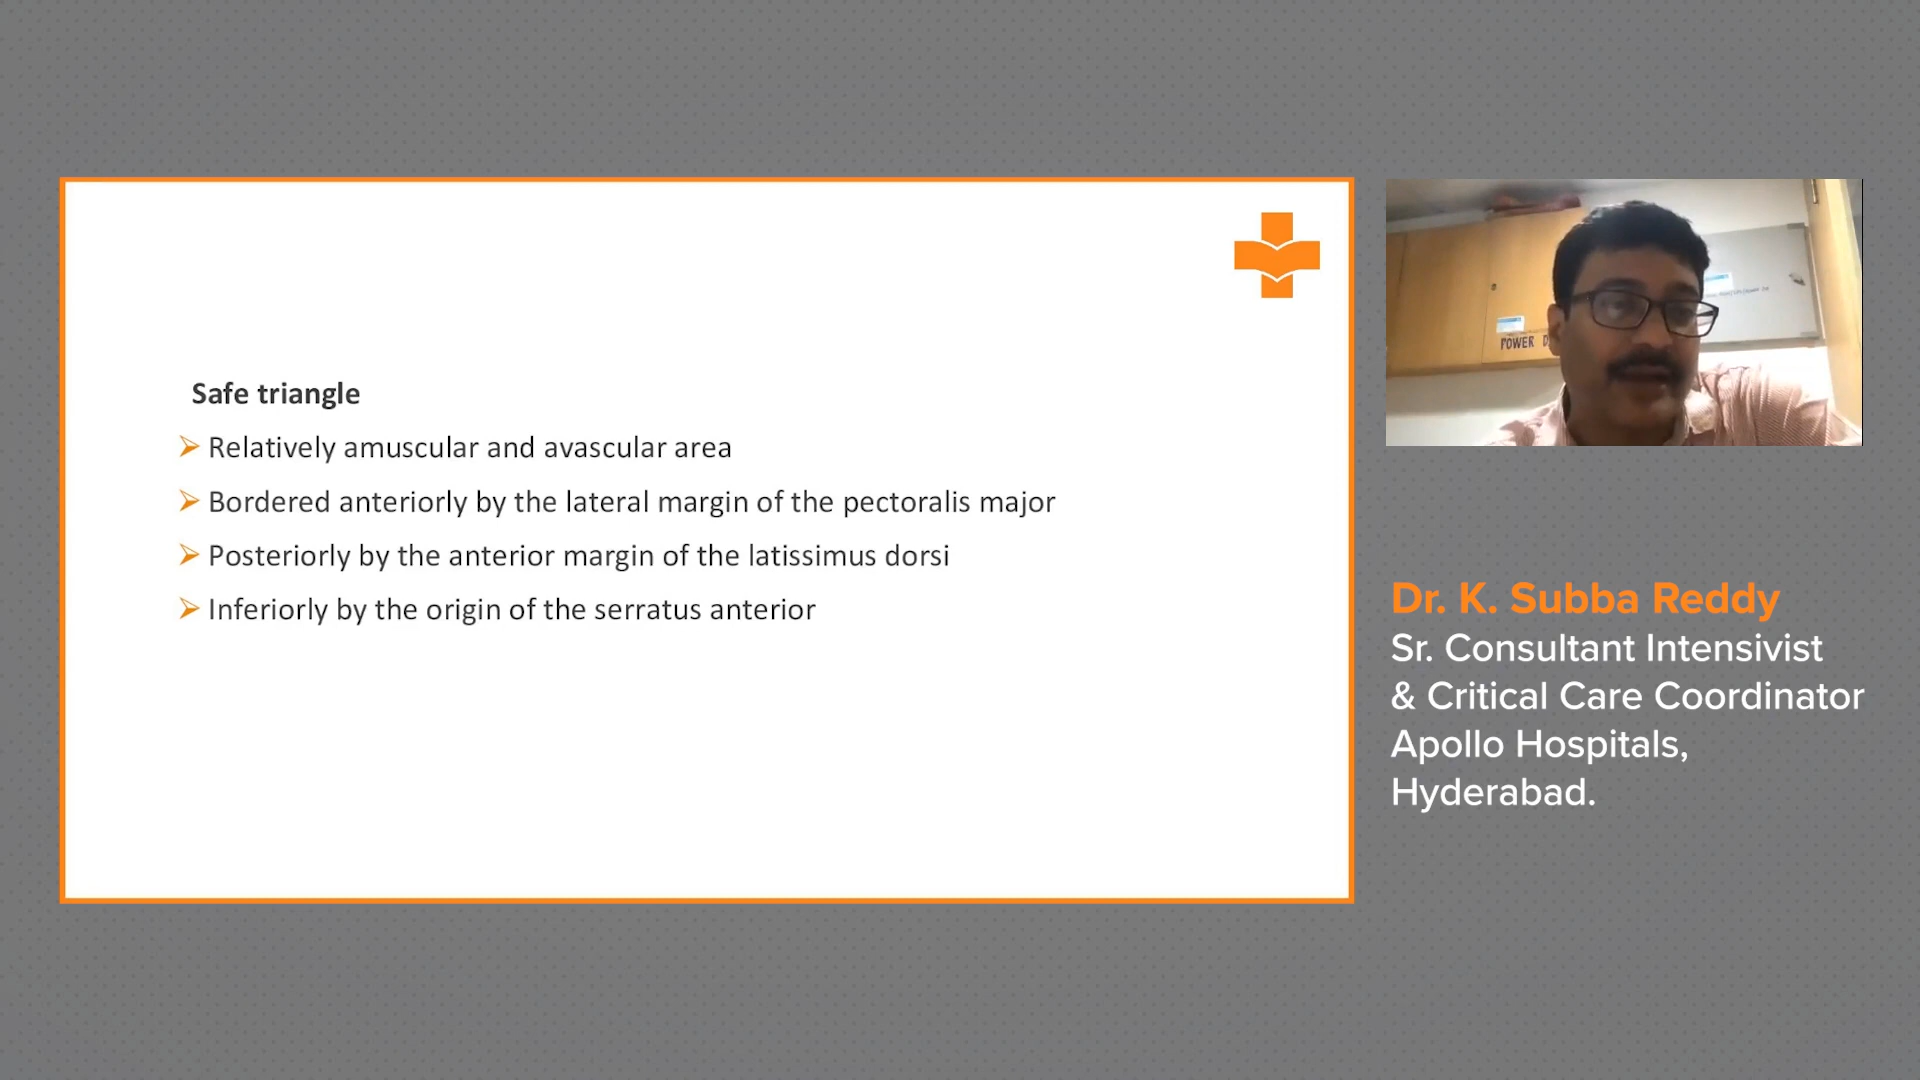 Safe triangle
➢ Relatively amuscular and avascular area
➢ Bordered anteriorly by the lateral margin of the pectoralis major
➢ Posteriorly by the anterior margin of the latissimus dorsi
➢ Inferiorly by the origin of the serratus anterior
POWER
Dr. K. Subba Reddy
Sr. Consultant Intensivist
& Critical Care Coordinator
Apollo Hospitals,
Hyderabad.